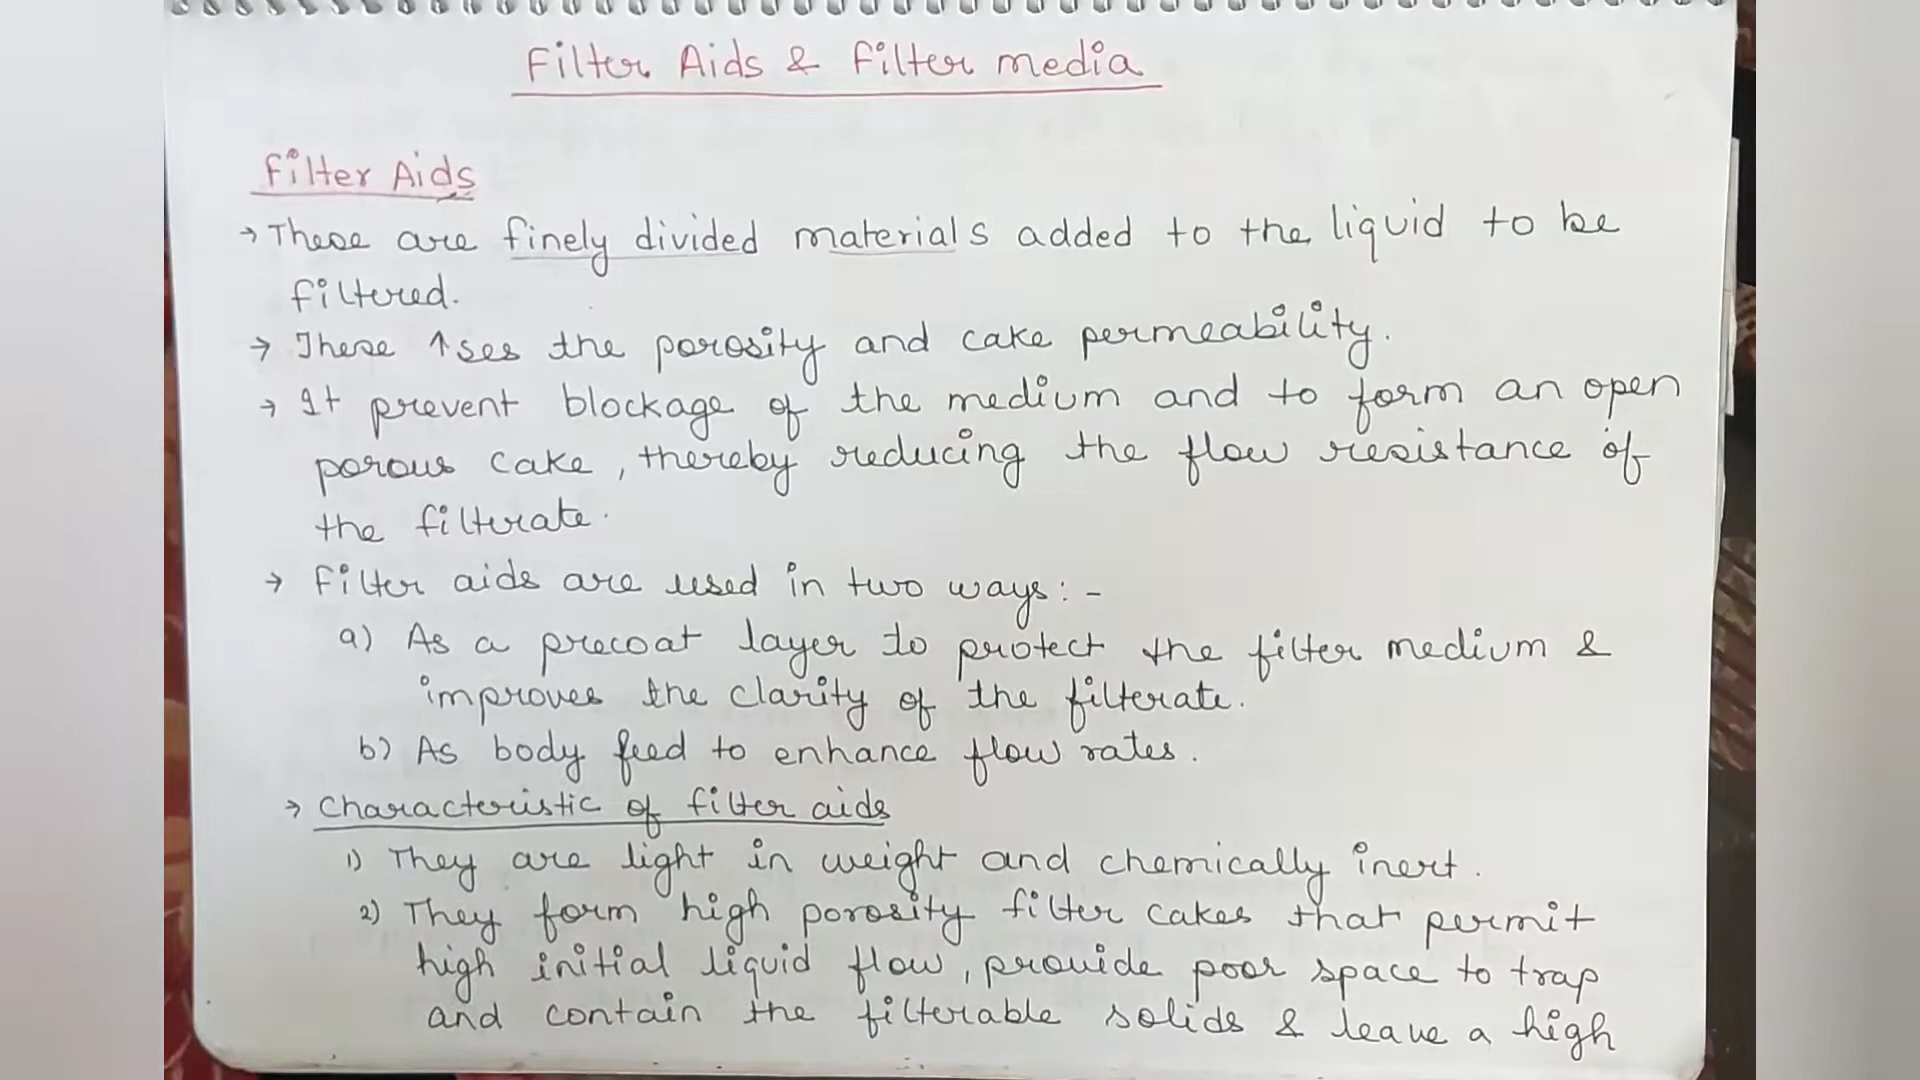 Filter Aids & Filter media
Filter Aids
→ These are finely divided materials added to the liquid to be
filtered.
→ These ↑ses the porosity and cake permeability.
→ It prevent blockage of the medium and to form an open
porous cake, thereby reducing the flow resistance of
the filterate.
→ Filter aids are used in two ways:-
a) As a precoat layer to protect the filter medium &
improves the clarity of the filterate.
b) As body feed to enhance flow rates.
→ Characteristic of filter aids
1) They are light in weight and chemically inert.
2) They form high porosity filter cakes that permit
high initial liquid flow, provide poor space to trap
and contain the filterable solids & leave a high